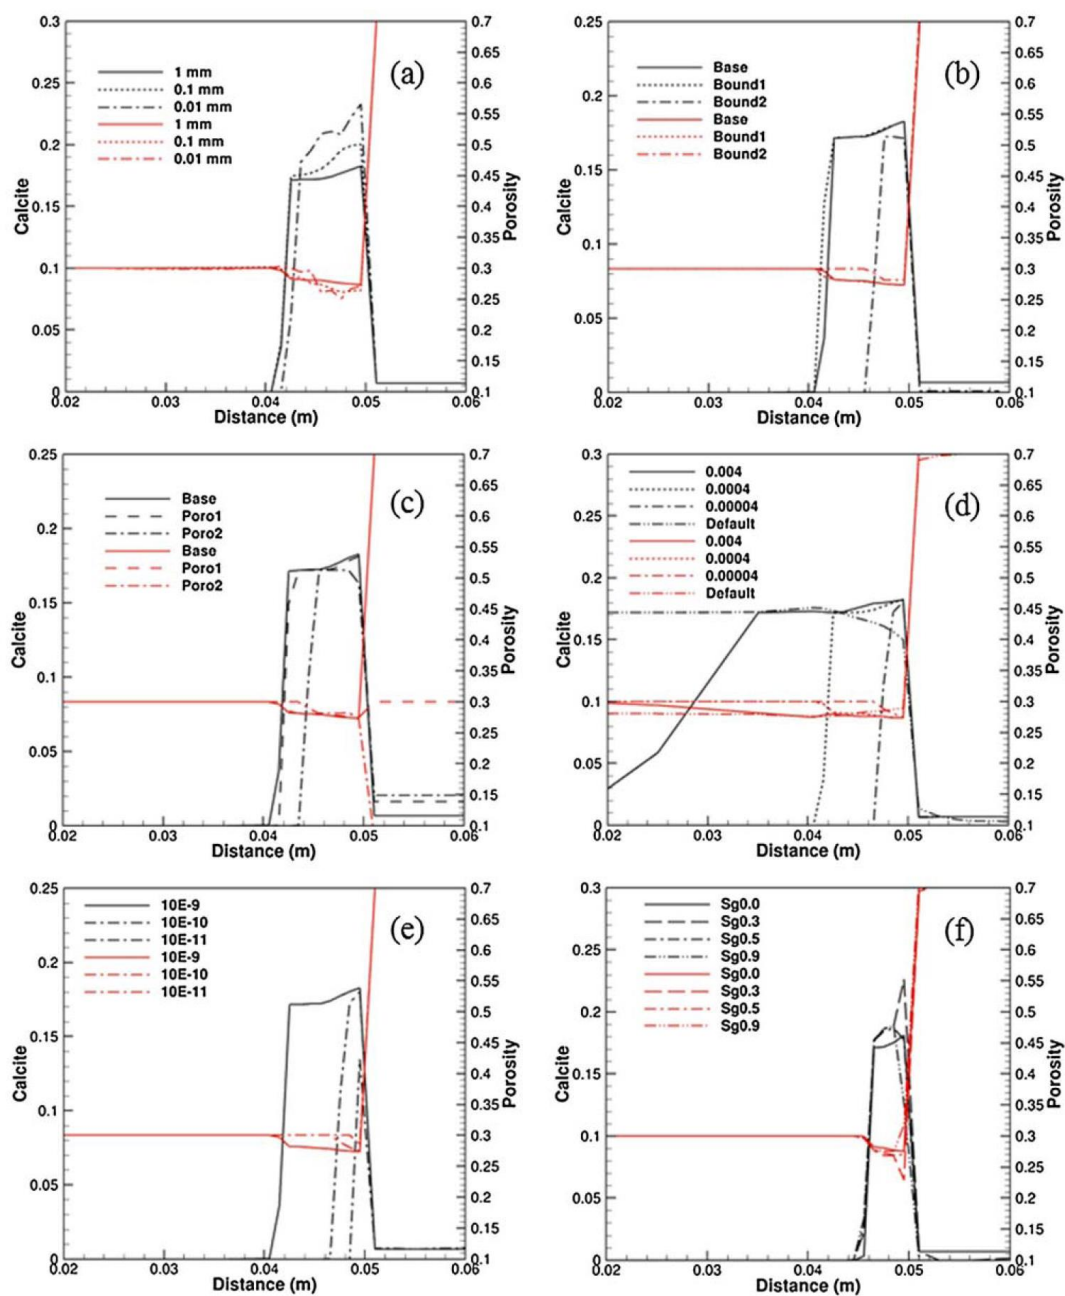 (a)
1 mm
0.1 mm
0.01 mm
1 mm
0.1 mm
0.01 mm
Calcite
0.3
0.25
0.2
0.15
0.1
0.05
0
Porosity
0.7
0.65
0.6
0.55
0.5
0.45
0.4
0.35
0.3
0.25
0.2
0.15
0.1
0.02 0.03 0.04 0.05 0.06
Distance (m)
(b)
Base
Bound1
Bound2
Base
Bound1
Bound2
Calcite
0.25
0.2
0.15
0.1
0.05
0
Porosity
0.7
0.65
0.6
0.55
0.5
0.45
0.4
0.35
0.3
0.25
0.2
0.15
0.1
0.02 0.03 0.04 0.05 0.06
Distance (m)
(c)
Base
Poro1
Poro2
Base
Poro1
Poro2
Calcite
0.25
0.2
0.15
0.1
0.05
0
Porosity
0.7
0.65
0.6
0.55
0.5
0.45
0.4
0.35
0.3
0.25
0.2
0.15
0.1
0.02 0.03 0.04 0.05 0.06
Distance (m)
(d)
0.004
0.0004
0.00004
Default
0.004
0.0004
0.00004
Default
Calcite
0.3
0.25
0.2
0.15
0.1
0.05
0
Porosity
0.7
0.65
0.6
0.55
0.5
0.45
0.4
0.35
0.3
0.25
0.2
0.15
0.1
0.02 0.03 0.04 0.05 0.06
Distance (m)
(e)
10E-9
10E-10
10E-11
10E-9
10E-10
10E-11
Calcite
0.25
0.2
0.15
0.1
0.05
0
Porosity
0.7
0.65
0.6
0.55
0.5
0.45
0.4
0.35
0.3
0.25
0.2
0.15
0.1
0.02 0.03 0.04 0.05 0.06
Distance (m)
(f)
Sg0.0
Sg0.3
Sg0.5
Sg0.9
Sg0.0
Sg0.3
Sg0.5
Sg0.9
Calcite
0.3
0.25
0.2
0.15
0.1
0.05
0
Porosity
0.7
0.65
0.6
0.55
0.5
0.45
0.4
0.35
0.3
0.25
0.2
0.15
0.1
0.02 0.03 0.04 0.05 0.06
Distance (m)